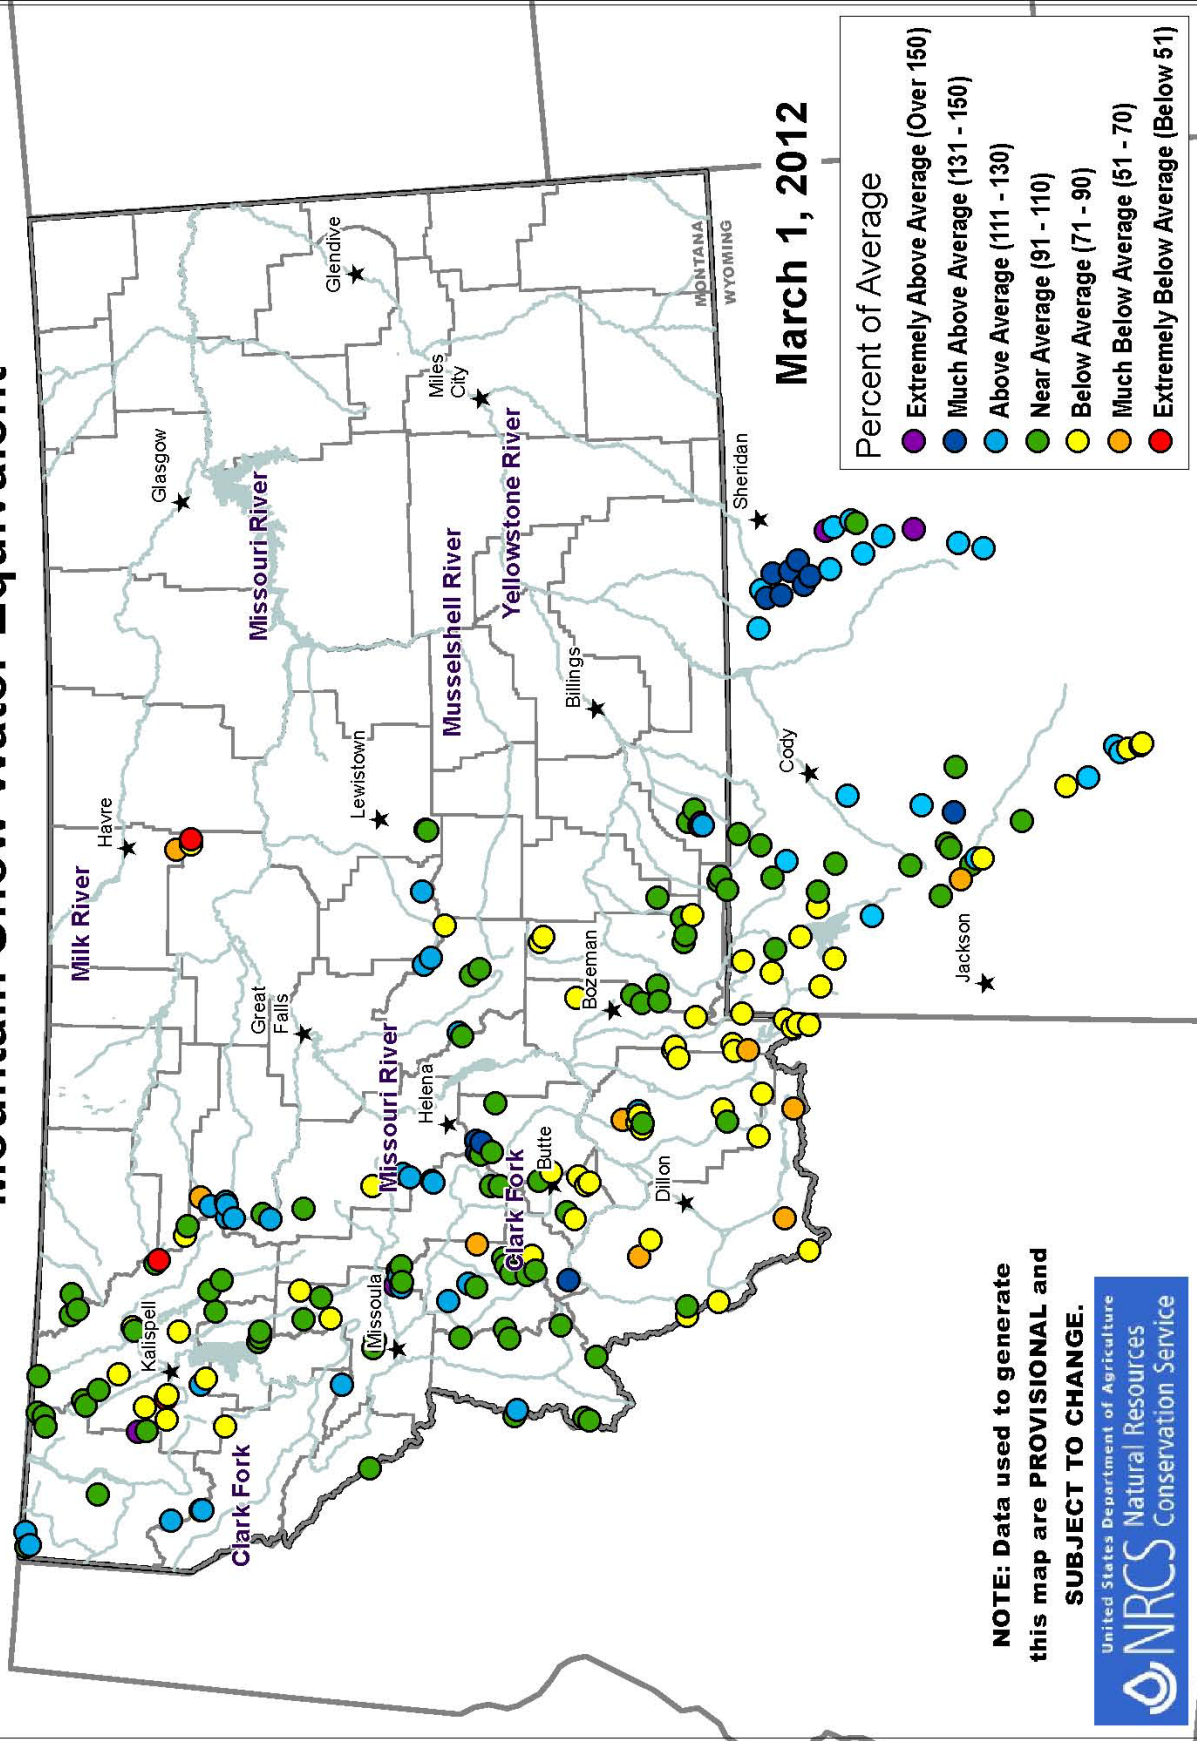 Mountain Snow Water Equivalent
Milk River
Havre
Glasgow
Missouri River
Glendive
Kalispell
Great
Falls
Lewistown
Miles
City
Clark Fork
Missoula
Missouri River
Helena
Musselshell River
Yellowstone River
Clark Fork
Butte
Bozeman
Billings
Dillon
MONTANA
WYOMING
Sheridan
Cody
Jackson
March 1, 2012
Percent of Average
Extremely Above Average (Over 150)
Much Above Average (131 - 150)
Above Average (111 - 130)
Near Average (91 - 110)
Below Average (71 - 90)
Much Below Average (51 - 70)
Extremely Below Average (Below 51)
NOTE: Data used to generate
this map are PROVISIONAL and
SUBJECT TO CHANGE.
United States Department of Agriculture
NRCS
Natural Resources
Conservation Service